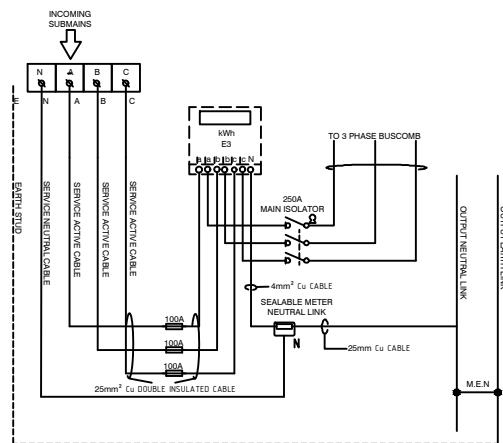 INCOMING
SUBMAINS
N A B C
E N A B C
EARTH STUD
SERVICE NEUTRAL CABLE
SERVICE ACTIVE CABLE
SERVICE ACTIVE CABLE
SERVICE ACTIVE CABLE
kWh
E3
a a b b c c N
TO 3 PHASE BUSCOMB
250A
MAIN ISOLATOR
4mm² Cu CABLE
SEALABLE METER
NEUTRAL LINK
N
25mm Cu CABLE
100A
100A
100A
25mm² Cu DOUBLE INSULATED CABLE
OUTPUT NEUTRAL LINK
M.E.N